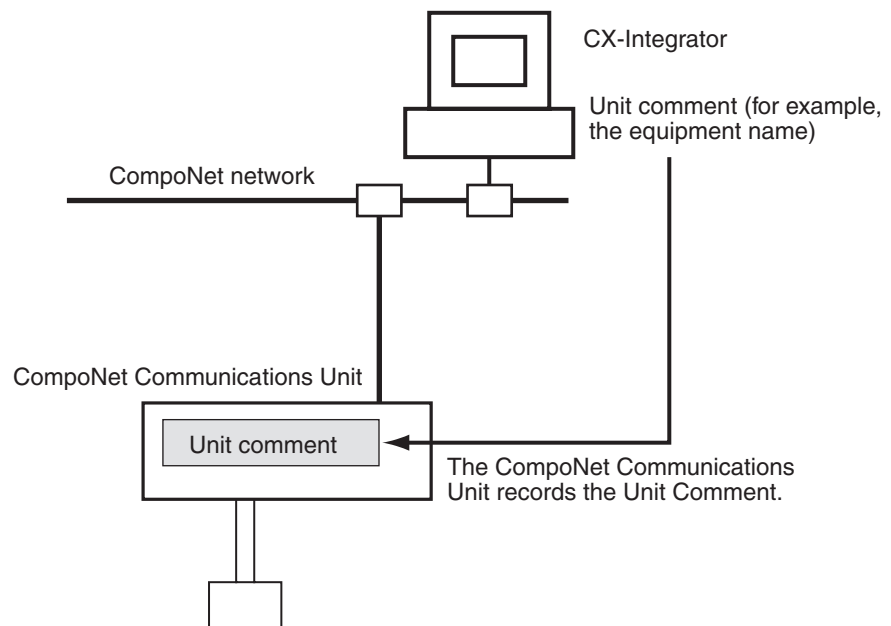 CX-Integrator
Unit comment (for example,
the equipment name)
CompoNet network
CompoNet Communications Unit
Unit comment
The CompoNet Communications
Unit records the Unit Comment.